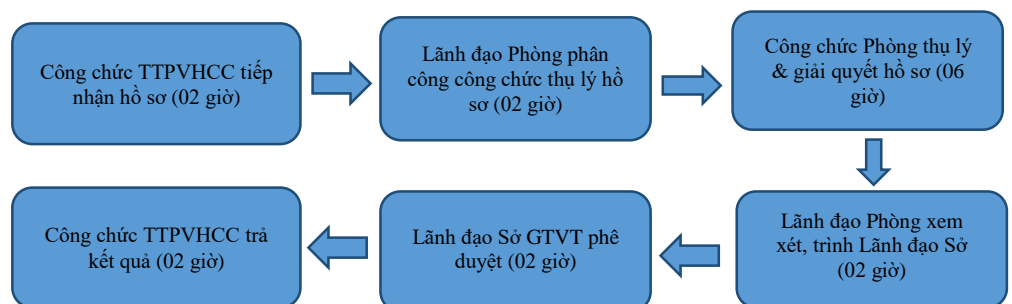 Công chức TTPVHCC tiếp
nhận hồ sơ (02 giờ)
Lãnh đạo Phòng phân
công công chức thụ lý hồ
sơ (02 giờ)
Công chức Phòng thụ lý
& giải quyết hồ sơ (06
giờ)
Lãnh đạo Phòng xem
xét, trình Lãnh đạo Sở
(02 giờ)
Lãnh đạo Sở GTVT phê
duyệt (02 giờ)
Công chức TTPVHCC trả
kết quả (02 giờ)